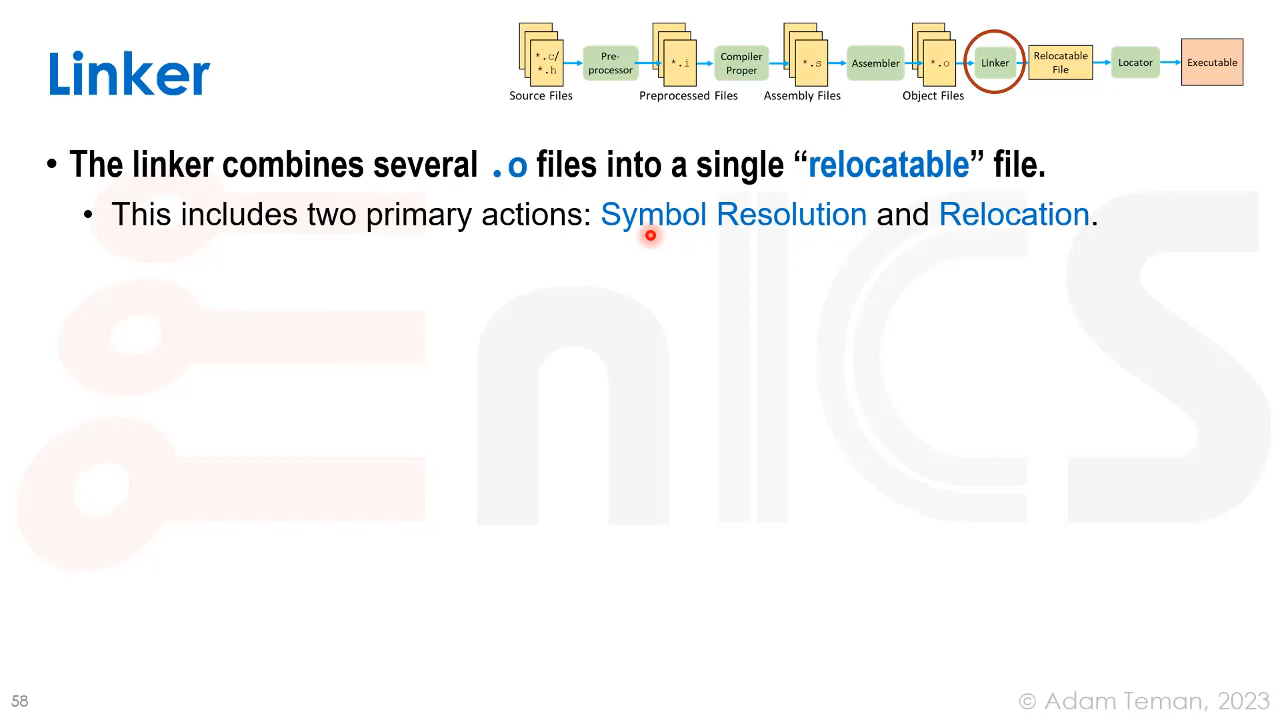 Linker
*.c/
*.h
Pre-
processor
*.i
Compiler
Proper
*.s
Assembler
*.o
Linker
Relocatable
File
Locator
Executable
Source Files
Preprocessed Files
Assembly Files
Object Files
• The linker combines several .o files into a single “relocatable” file.
• This includes two primary actions: Symbol Resolution and Relocation.
enICS
58
© Adam Teman, 2023